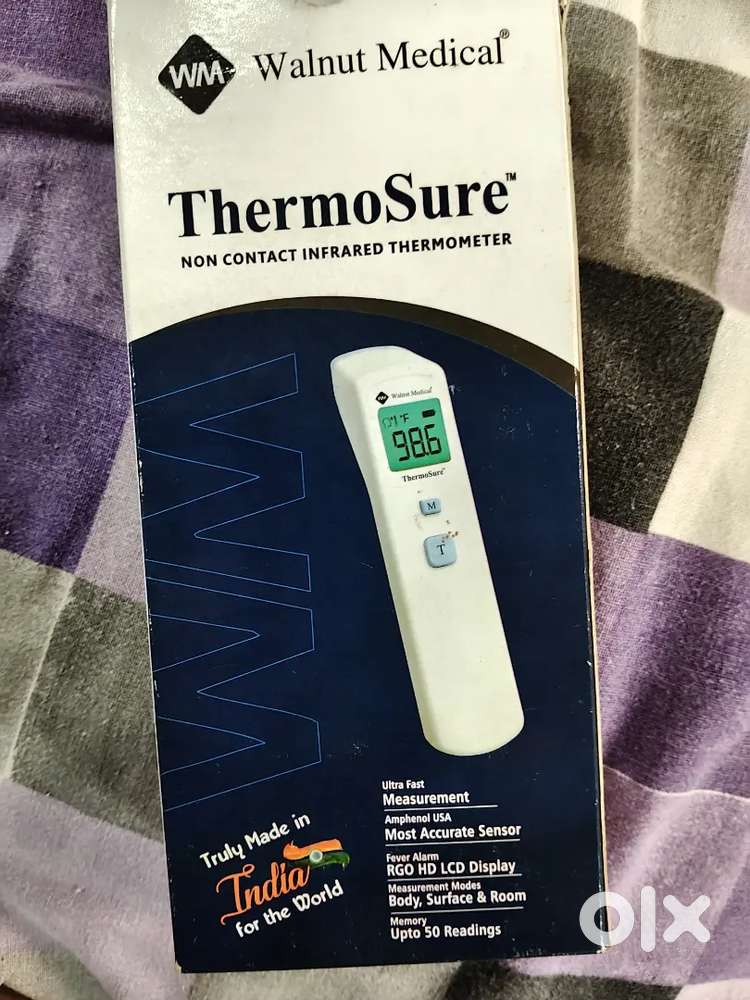 WM Walnut Medical®
ThermoSure™
NON CONTACT INFRARED THERMOMETER
WM Walnut Medical
°F
98.6
ThermoSure
M
T
Ultra Fast
Measurement
Amphenol USA
Most Accurate Sensor
Fever Alarm
RGO HD LCD Display
Measurement Modes
Body, Surface & Room
Memory
Upto 50 Readings
Truly Made in
India
for the World
olx